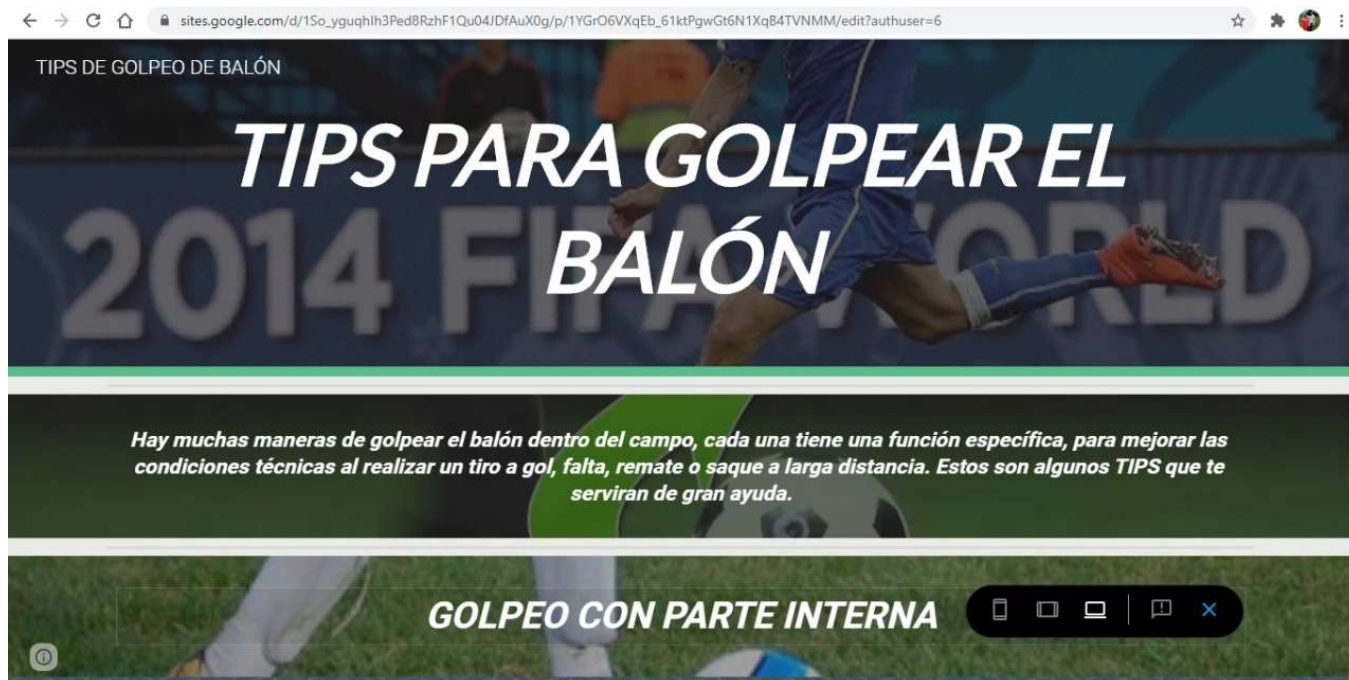 sites.google.com/d/1So_yguqhIh3Ped8RzhF1Qu04JDfAuX0g/p/1YGrO6VXqEb_61ktPgwGt6N1XqB4TVNMM/edit?authuser=6
TIPS DE GOLPEO DE BALÓN
TIPS PARA GOLPEAR EL
BALÓN
2014 FIFA WORLD
Hay muchas maneras de golpear el balón dentro del campo, cada una tiene una función específica, para mejorar las
condiciones técnicas al realizar un tiro a gol, falta, remate o saque a larga distancia. Estos son algunos TIPS que te
serviran de gran ayuda.
GOLPEO CON PARTE INTERNA